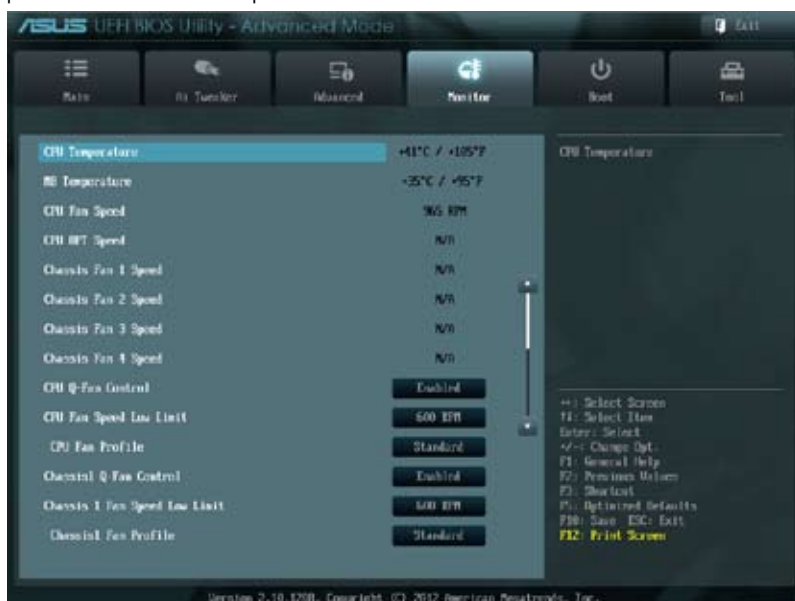 ASUS UEFI BIOS Utility - Advanced Mode
Exit
Main
Ai Tweaker
Advanced
Monitor
Boot
Tool
CPU Temperature +41°C / +105°F
MB Temperature +35°C / +95°F
CPU Fan Speed 965 RPM
CPU OPT Speed N/A
Chassis Fan 1 Speed N/A
Chassis Fan 2 Speed N/A
Chassis Fan 3 Speed N/A
Chassis Fan 4 Speed N/A
CPU Q-Fan Control Enabled
CPU Fan Speed Low Limit 600 RPM
CPU Fan Profile Standard
Chassis1 Q-Fan Control Enabled
Chassis 1 Fan Speed Low Limit 600 RPM
Chassis1 Fan Profile Standard
CPU Temperature
→←: Select Screen
↑↓: Select Item
Enter: Select
+/-: Change Opt.
F1: General Help
F2: Previous Values
F3: Shortcut
F5: Optimized Defaults
F10: Save ESC: Exit
F12: Print Screen
Version 2.10.1208. Copyright (C) 2012 American Megatrends, Inc.